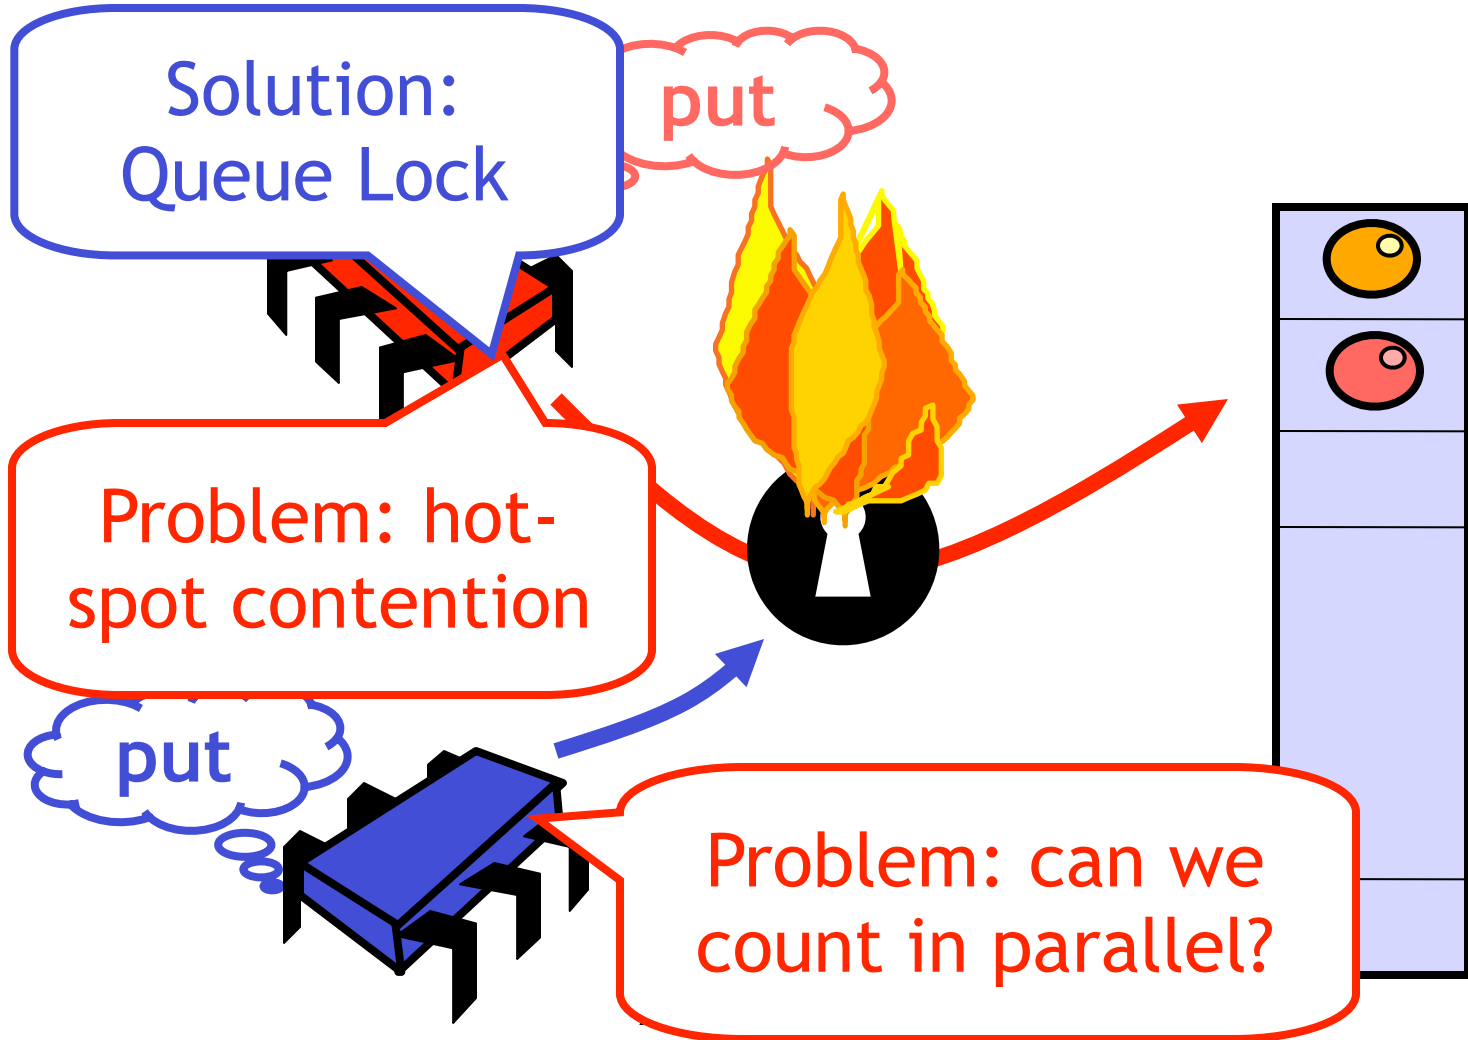 Solution:
Queue Lock
put
Problem: hot-
spot contention
put
Problem: can we
count in parallel?